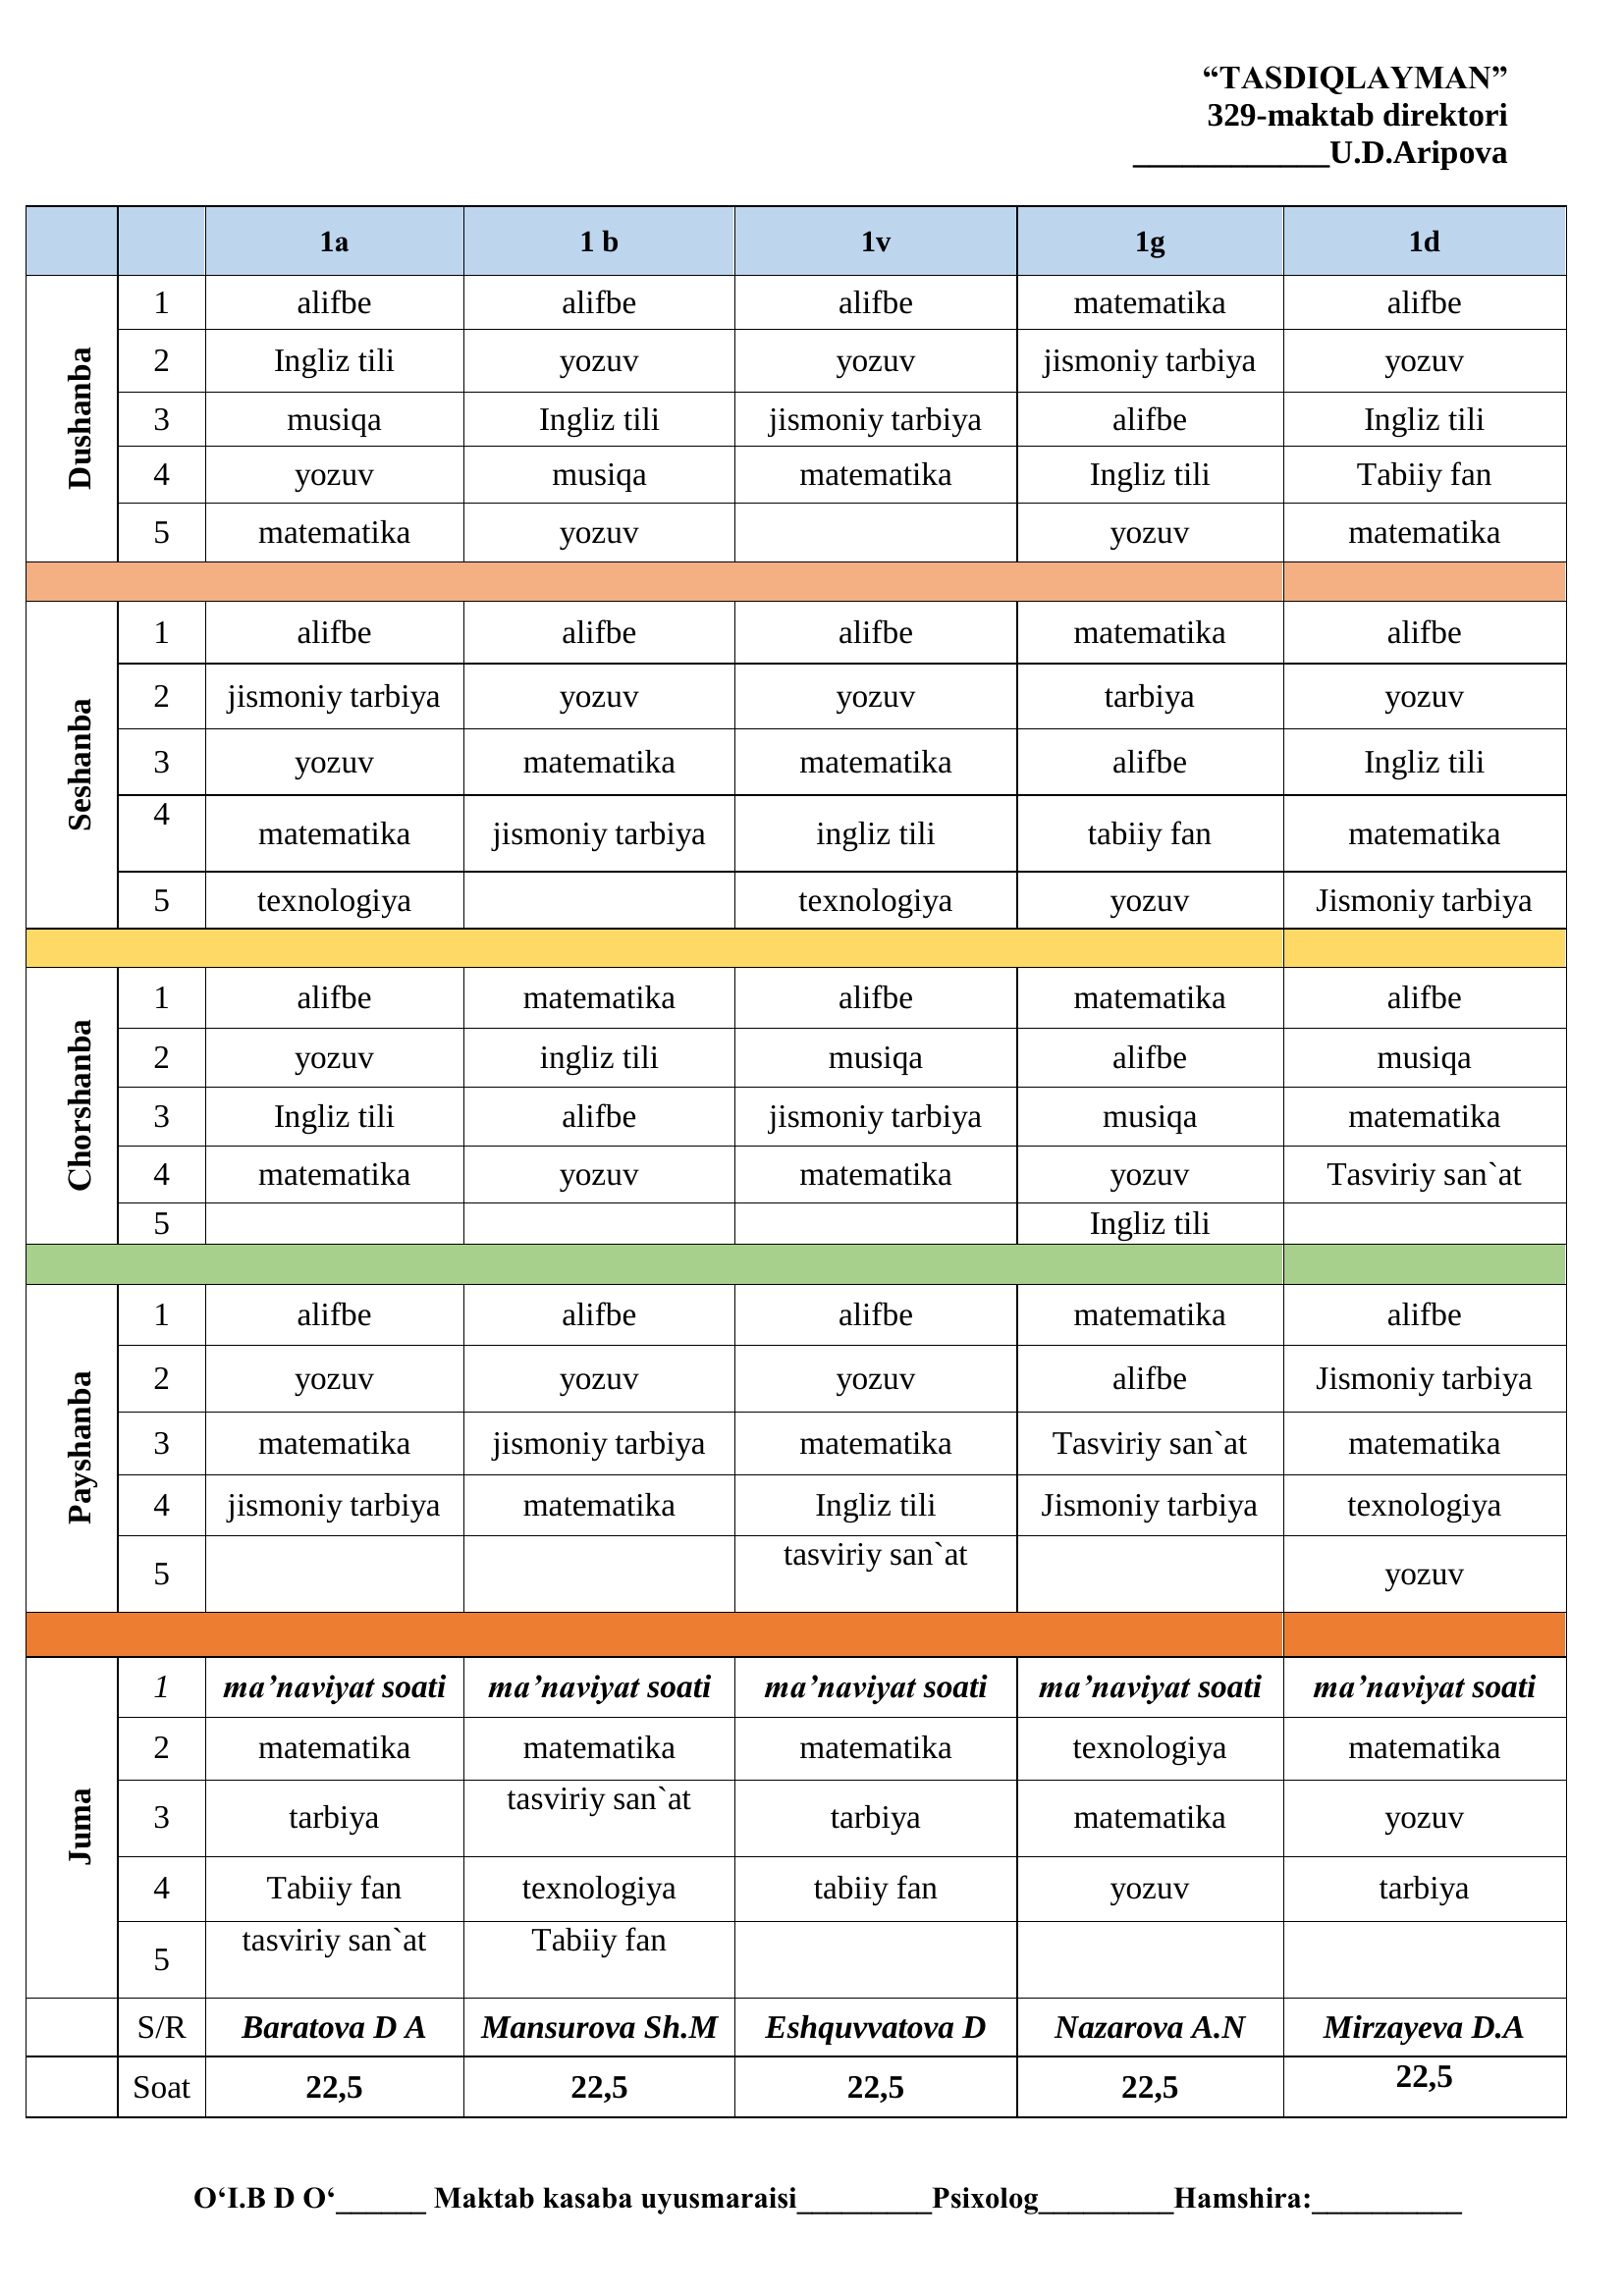 “TASDIQLAYMAN”
329-maktab direktori
____________U.D.Aripova
1a 1 b 1v 1g 1d
Dushanba
1 alifbe alifbe alifbe matematika alifbe
2 Ingliz tili yozuv yozuv jismoniy tarbiya yozuv
3 musiqa Ingliz tili jismoniy tarbiya alifbe Ingliz tili
4 yozuv musiqa matematika Ingliz tili Tabiiy fan
5 matematika yozuv yozuv matematika
Seshanba
1 alifbe alifbe alifbe matematika alifbe
2 jismoniy tarbiya yozuv yozuv tarbiya yozuv
3 yozuv matematika matematika alifbe Ingliz tili
4 matematika jismoniy tarbiya ingliz tili tabiiy fan matematika
5 texnologiya texnologiya yozuv Jismoniy tarbiya
Chorshanba
1 alifbe matematika alifbe matematika alifbe
2 yozuv ingliz tili musiqa alifbe musiqa
3 Ingliz tili alifbe jismoniy tarbiya musiqa matematika
4 matematika yozuv matematika yozuv Tasviriy san`at
5 Ingliz tili
Payshanba
1 alifbe alifbe alifbe matematika alifbe
2 yozuv yozuv yozuv alifbe Jismoniy tarbiya
3 matematika jismoniy tarbiya matematika Tasviriy san`at matematika
4 jismoniy tarbiya matematika Ingliz tili Jismoniy tarbiya texnologiya
5 tasviriy san`at yozuv
Juma
1 ma’naviyat soati ma’naviyat soati ma’naviyat soati ma’naviyat soati ma’naviyat soati
2 matematika matematika matematika texnologiya matematika
3 tarbiya tasviriy san`at tarbiya matematika yozuv
4 Tabiiy fan texnologiya tabiiy fan yozuv tarbiya
5 tasviriy san`at Tabiiy fan
S/R Baratova D A Mansurova Sh.M Eshquvvatova D Nazarova A.N Mirzayeva D.A
Soat 22,5 22,5 22,5 22,5 22,5
O‘I.B D O‘______ Maktab kasaba uyusmaraisi_________Psixolog_________Hamshira:__________